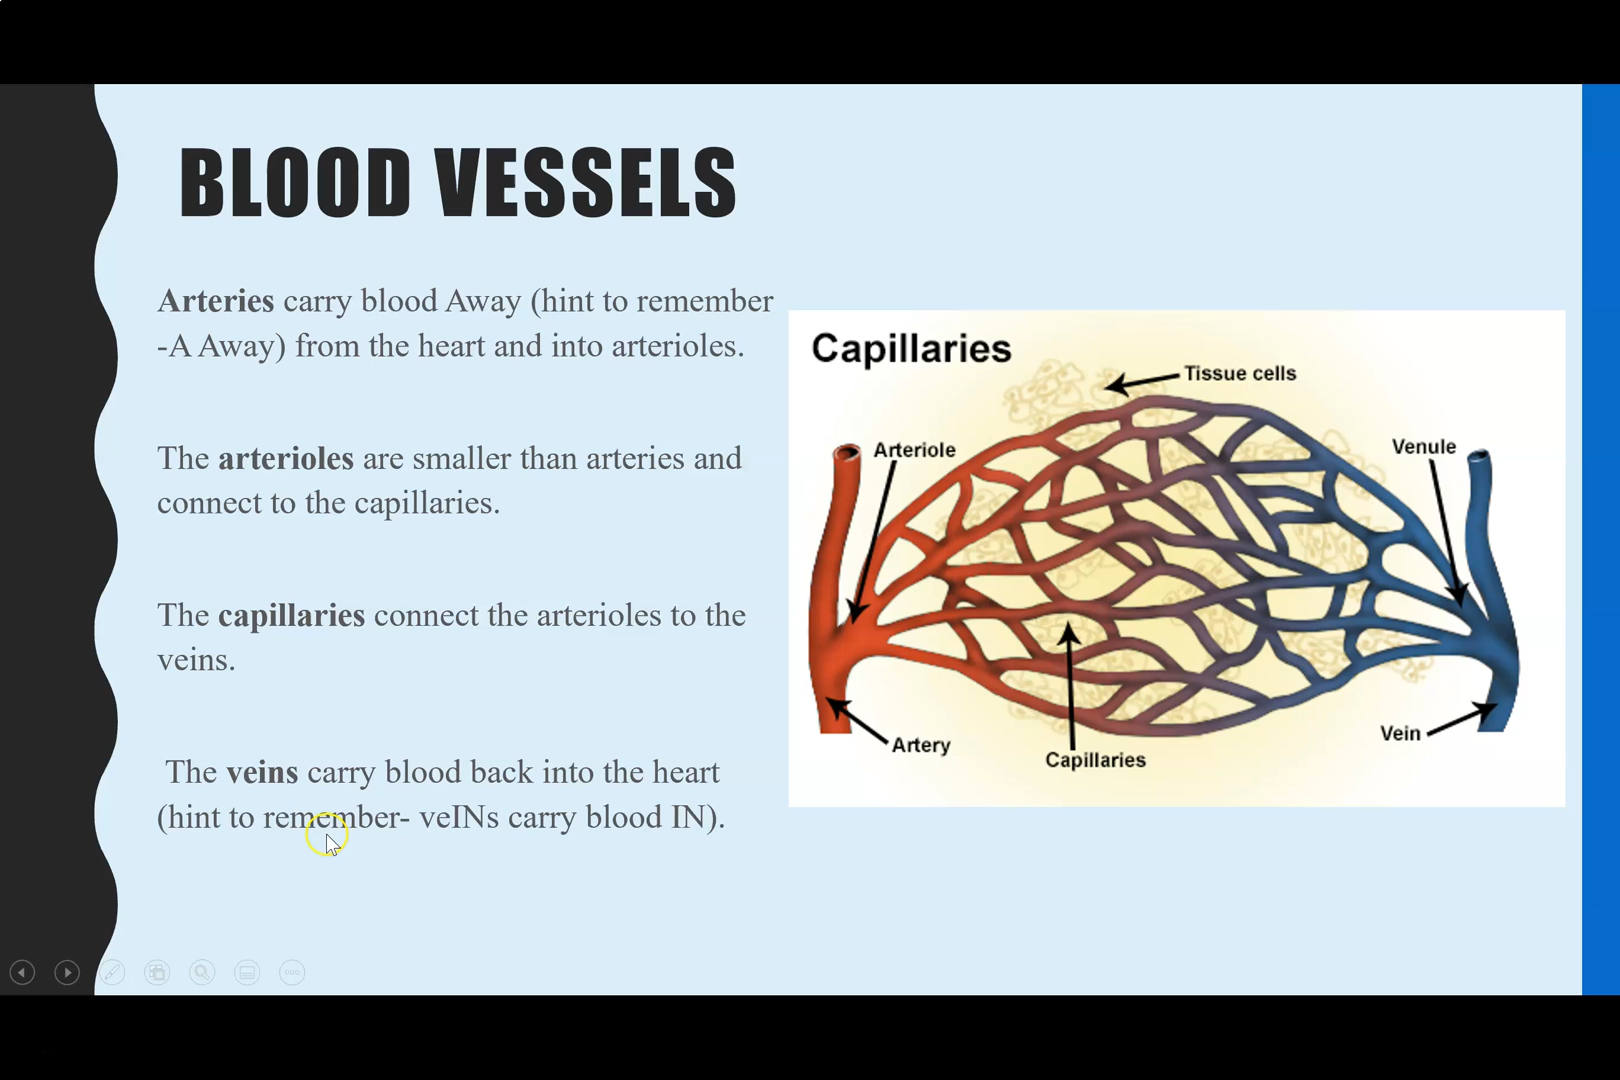 BLOOD VESSELS
Arteries carry blood Away (hint to remember
-A Away) from the heart and into arterioles.
The arterioles are smaller than arteries and
connect to the capillaries.
The capillaries connect the arterioles to the
veins.
The veins carry blood back into the heart
(hint to remember- veINs carry blood IN).
Capillaries
Tissue cells
Arteriole
Venule
Artery
Capillaries
Vein